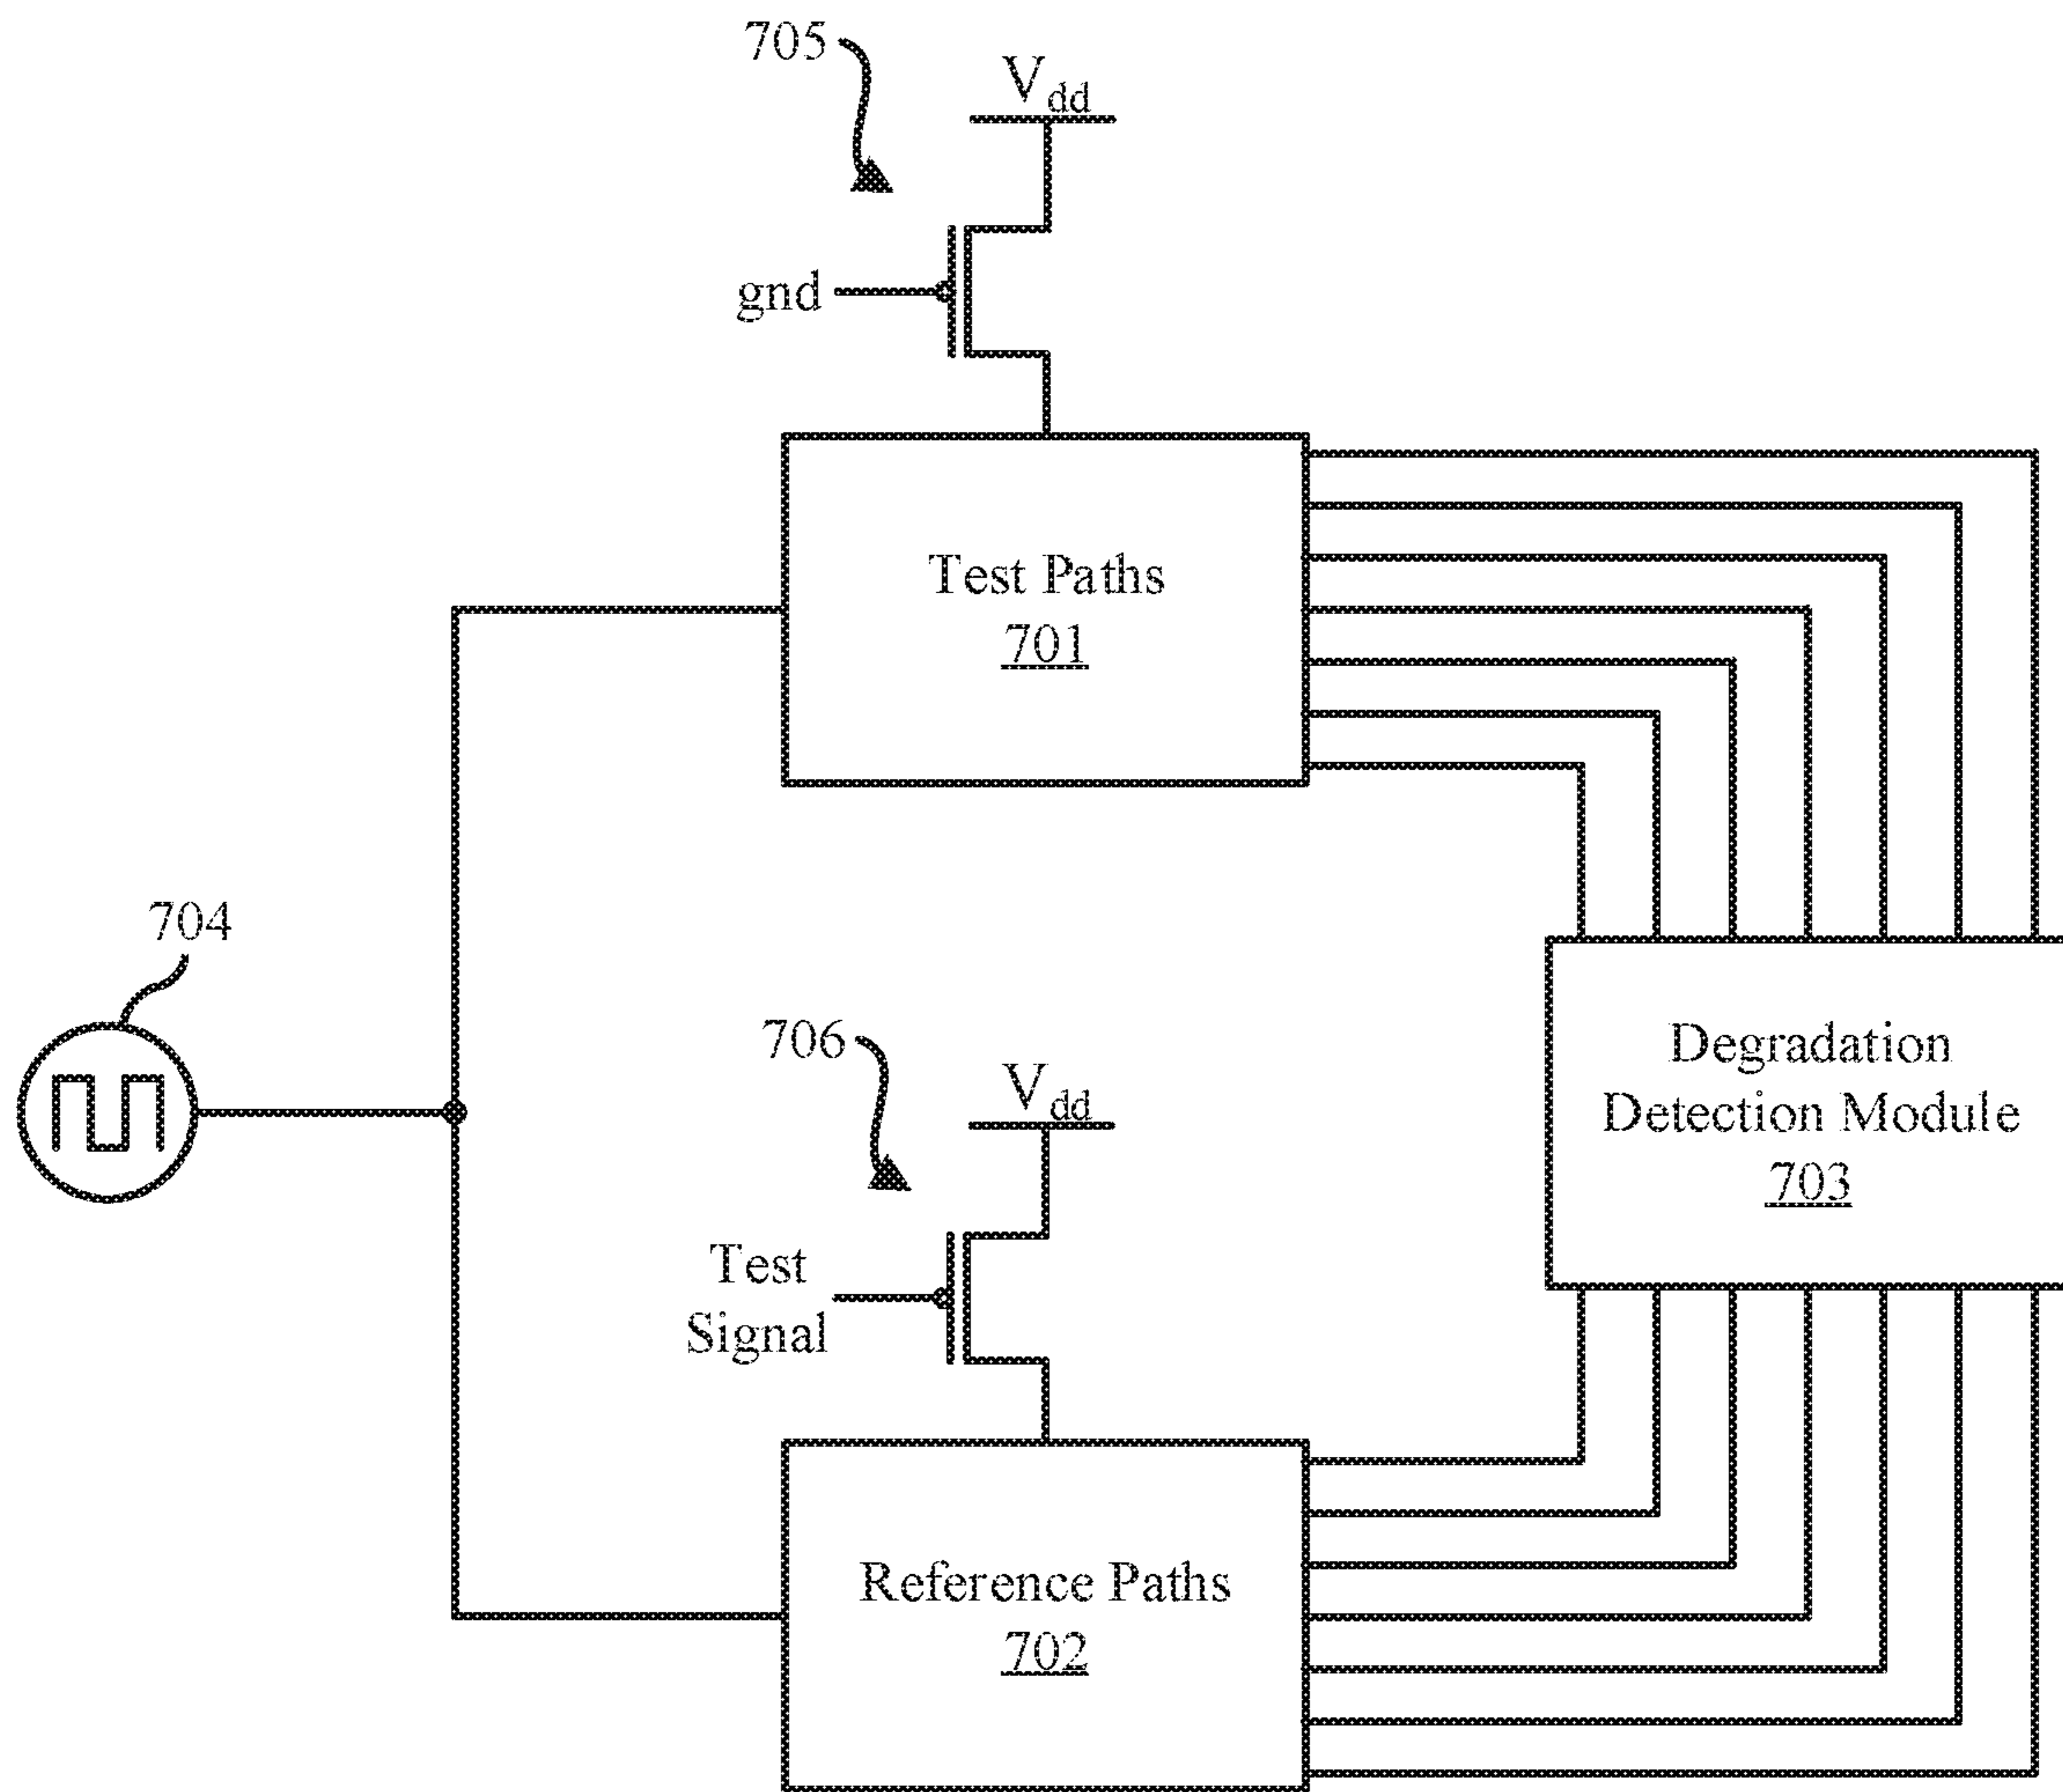 705
Vdd
gnd
Test Paths
701
704
706
Vdd
Degradation
Detection Module
703
Test
Signal
Reference Paths
702